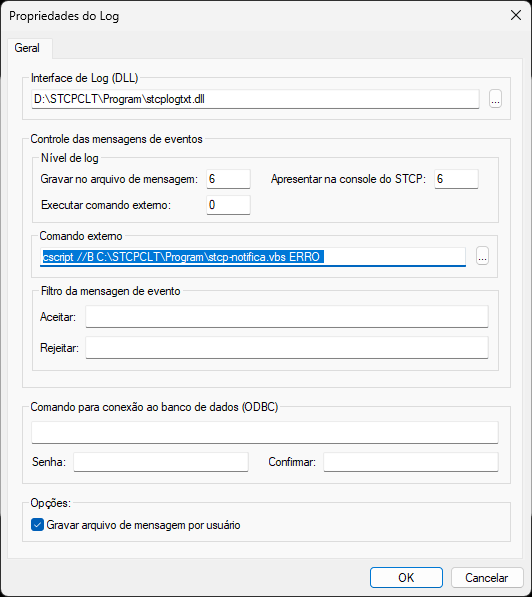 Propriedades do Log
Geral
Interface de Log (DLL)
D:\STCPCLT\Program\stcplogtxt.dll
...
Controle das mensagens de eventos
Nível de log
Gravar no arquivo de mensagem: 6 Apresentar na console do STCP: 6
Executar comando externo: 0
Comando externo
cscript //B C:\STCPCLT\Program\stcp-notifica.vbs ERRO
...
Filtro da mensagem de evento
Aceitar:
Rejeitar:
Comando para conexão ao banco de dados (ODBC)
Senha: Confirmar:
Opções:
Gravar arquivo de mensagem por usuário
OK Cancelar